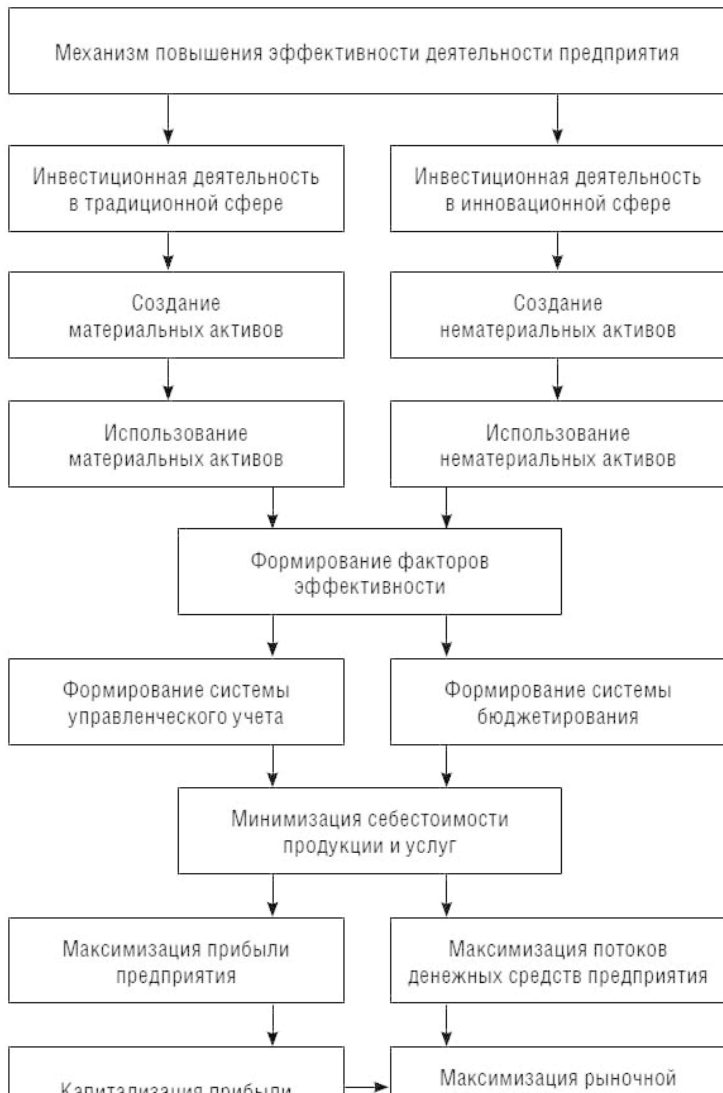 Механизм повышения эффективности деятельности предприятия
Инвестиционная деятельность
в традиционной сфере
Инвестиционная деятельность
в инновационной сфере
Создание
материальных активов
Создание
нематериальных активов
Использование
материальных активов
Использование
нематериальных активов
Формирование факторов
эффективности
Формирование системы
управленческого учета
Формирование системы
бюджетирования
Минимизация себестоимости
продукции и услуг
Максимизация прибыли
предприятия
Максимизация потоков
денежных средств предприятия
Капитализация прибыли
Максимизация рыночной